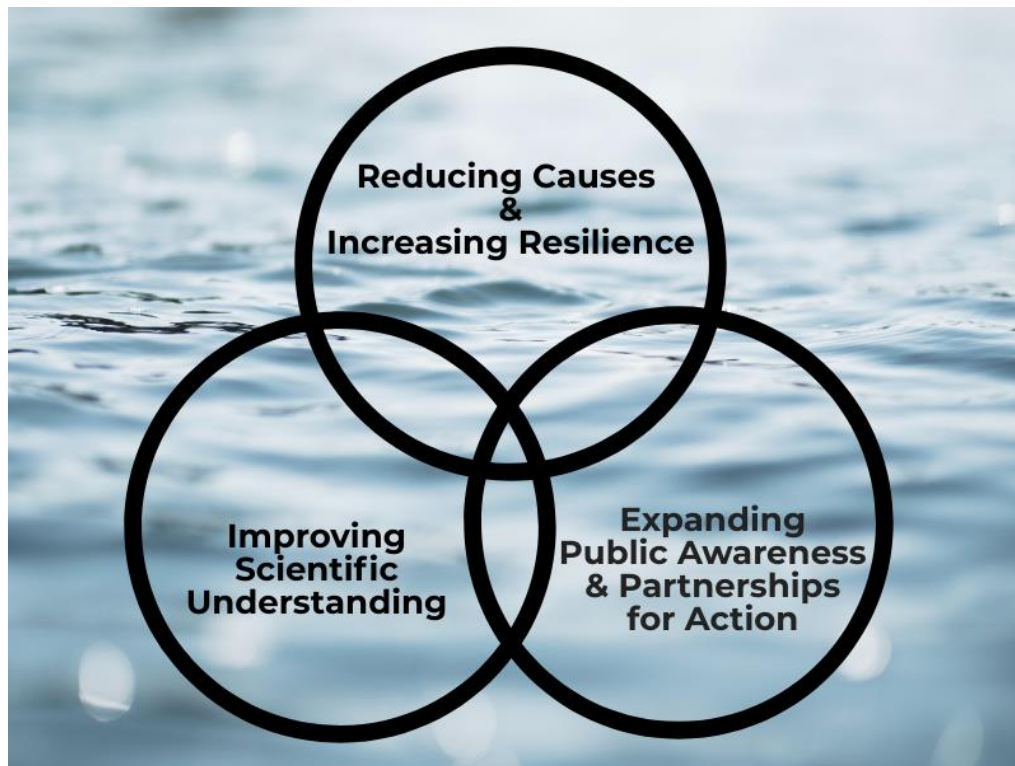 Reducing Causes
&
Increasing Resilience
Improving
Scientific
Understanding
Expanding
Public Awareness
& Partnerships
for Action